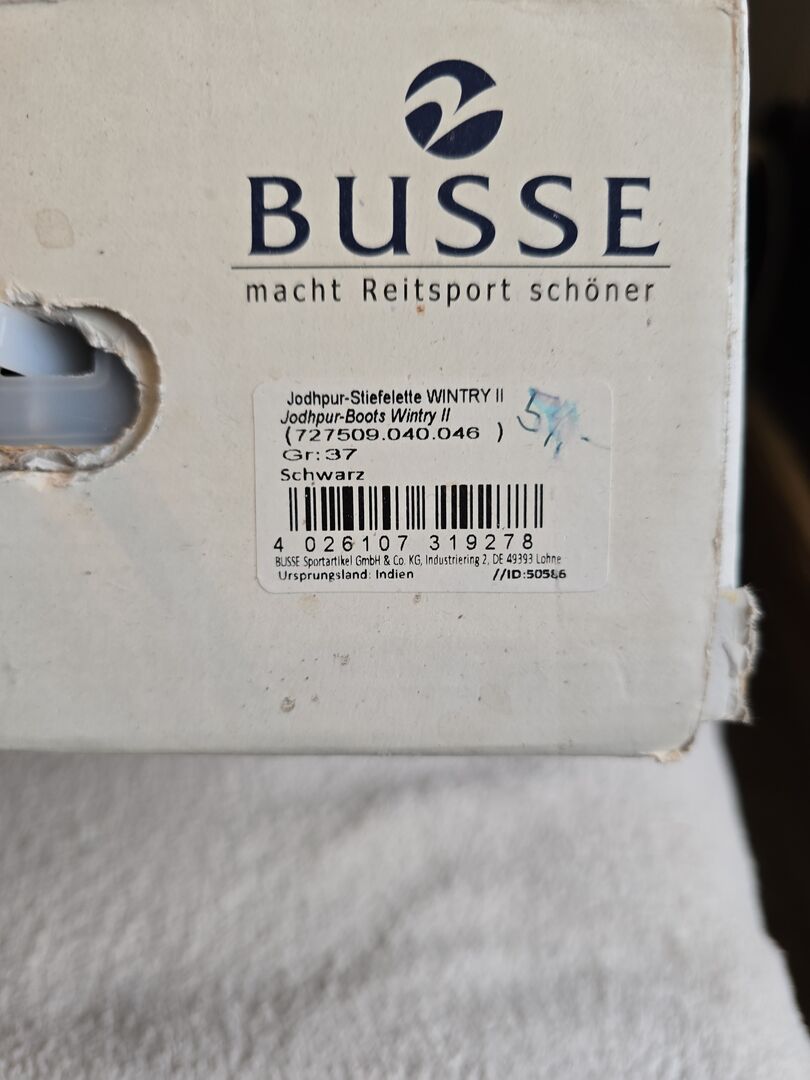 BUSSE
macht Reitsport schöner
Jodhpur-Stiefelette WINTRY II
Jodhpur-Boots Wintry II
(727509.040.046 )
Gr: 37
Schwarz
4 026107 319278
BUSSE Sportartikel GmbH & Co. KG, Industriering 2, DE 49393 Lohne
Ursprungsland: Indien //ID:50586